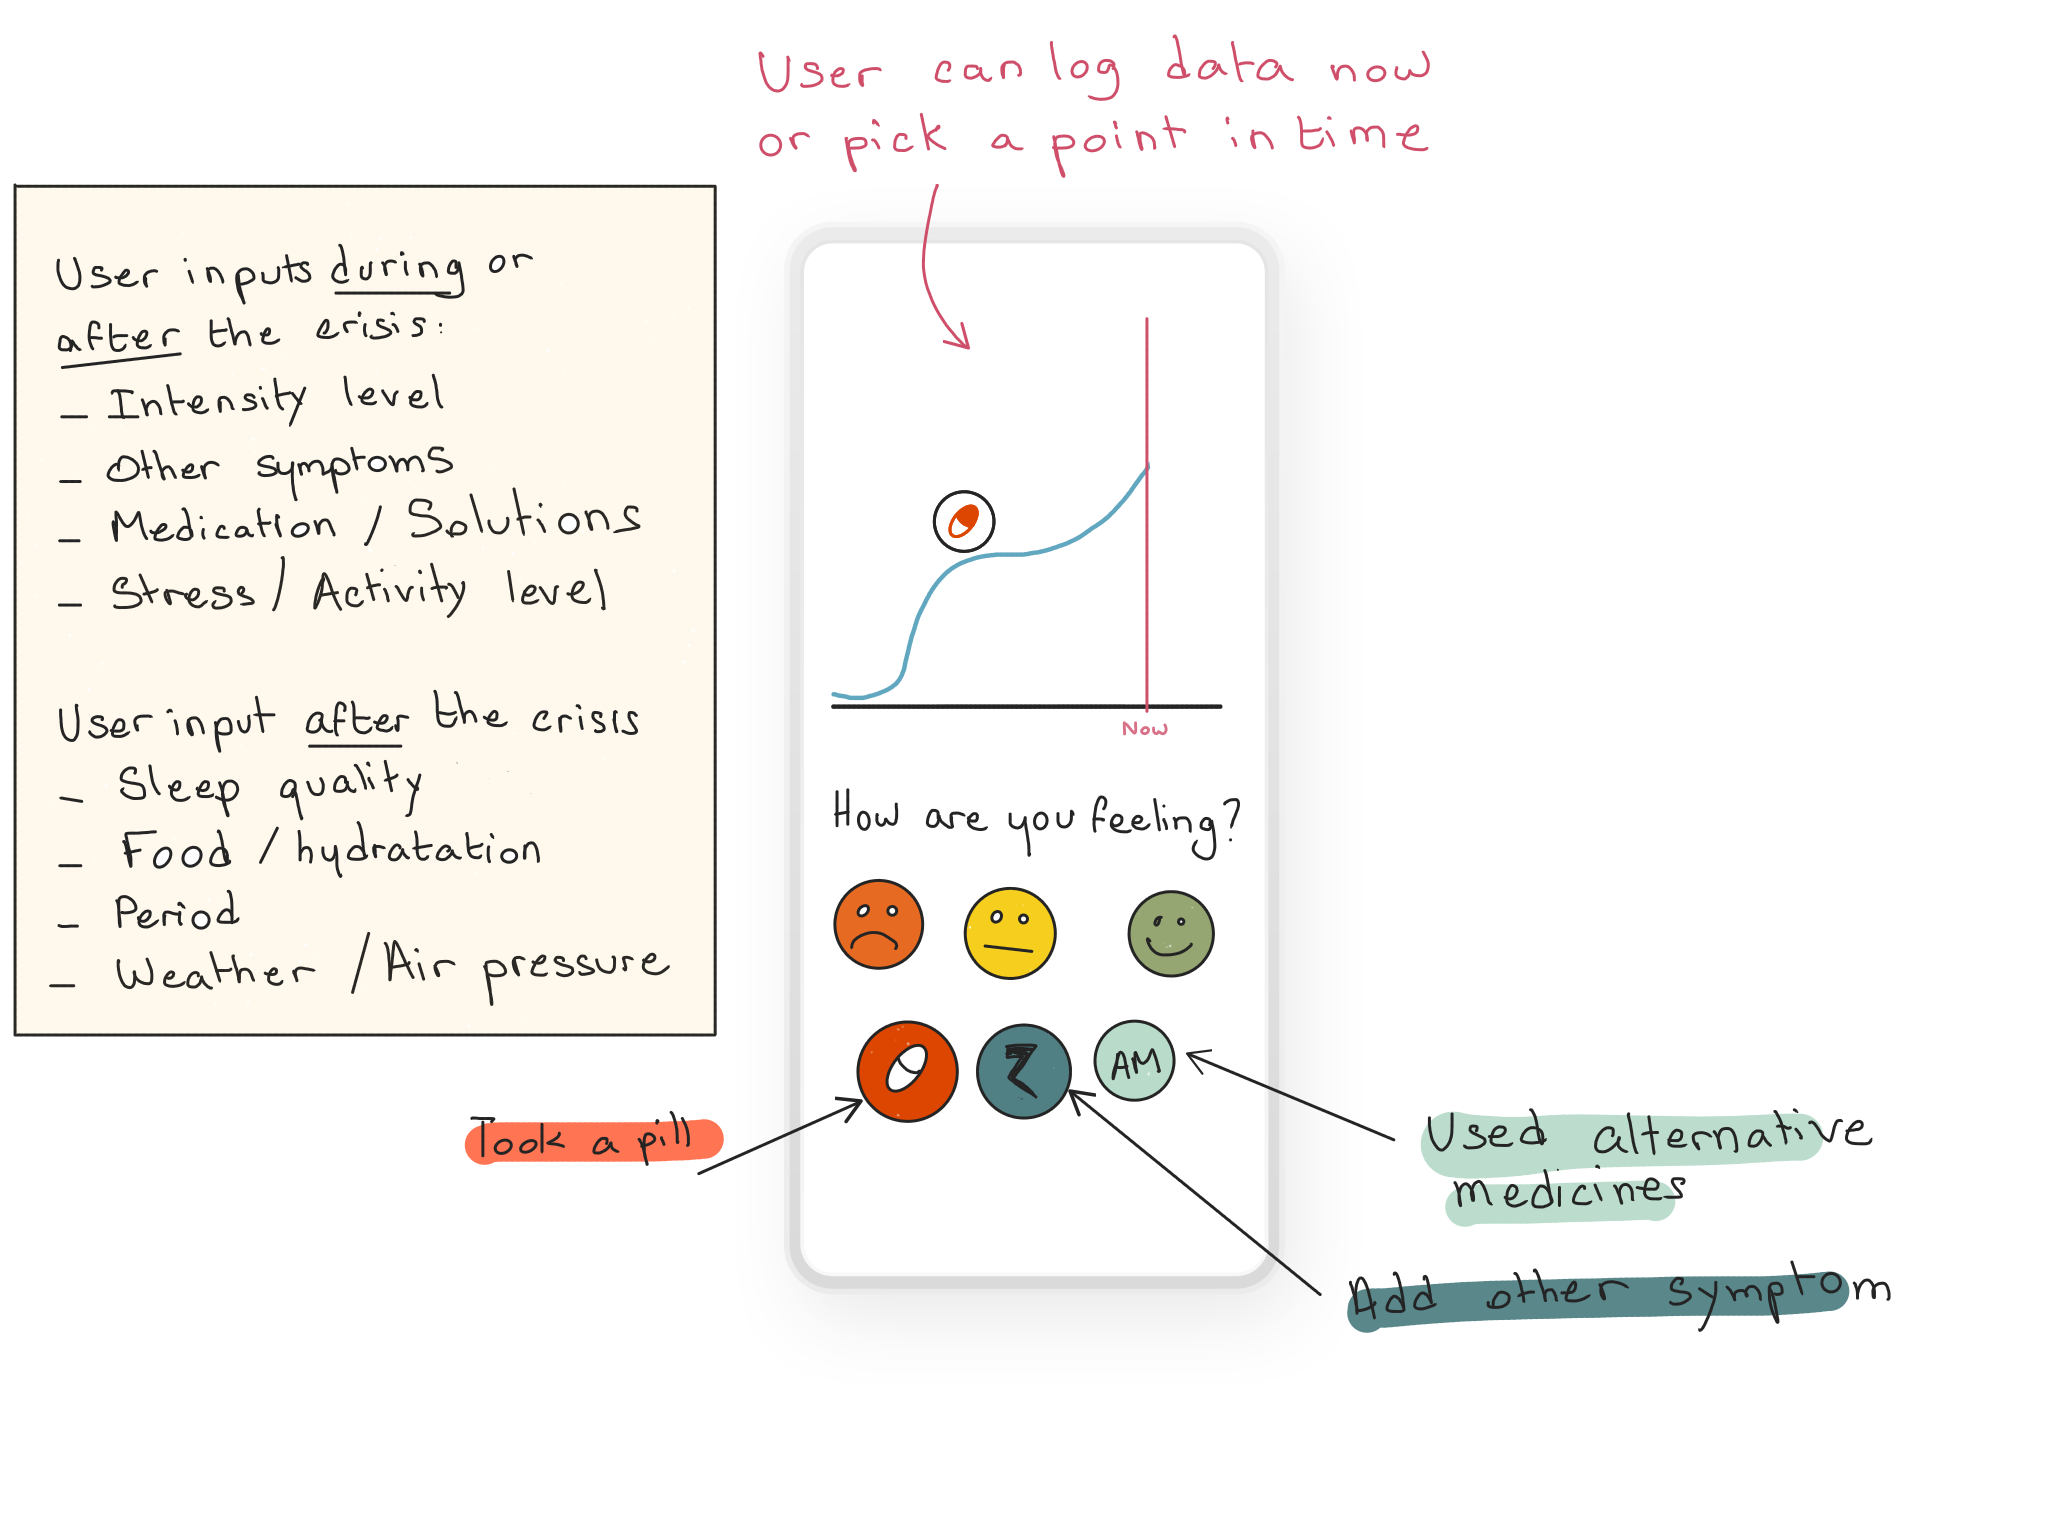 User can log data now
or pick a point in time
User inputs during or
after the crisis:
- Intensity level
- Other symptoms
- Medication / Solutions
- Stress / Activity level
User input after the crisis
- Sleep quality
- Food / hydratation
- Period
- Weather / Air pressure
Now
How are you feeling?
AM
Took a pill
Used alternative
medicines
Add other symptom